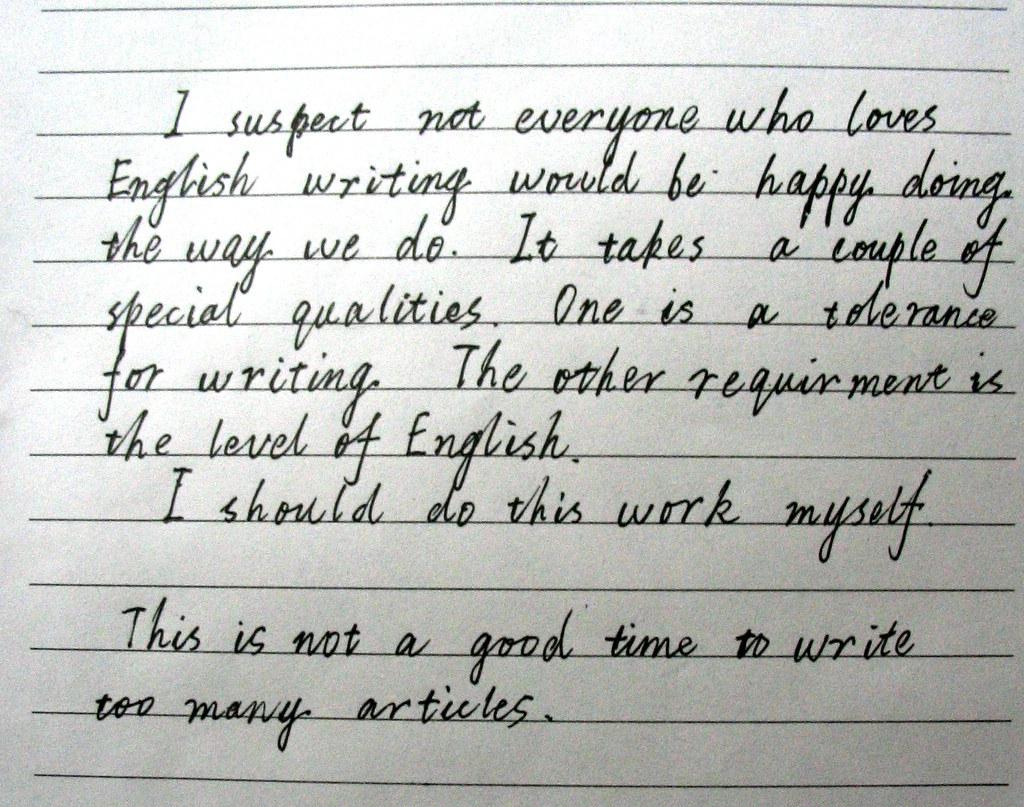 I suspect not everyone who loves
English writing would be happy doing
the way we do. It takes a couple of
special qualities. One is a tolerance
for writing. The other requirment is
the level of English.
I should do this work myself.
This is not a good time to write
too many articles.